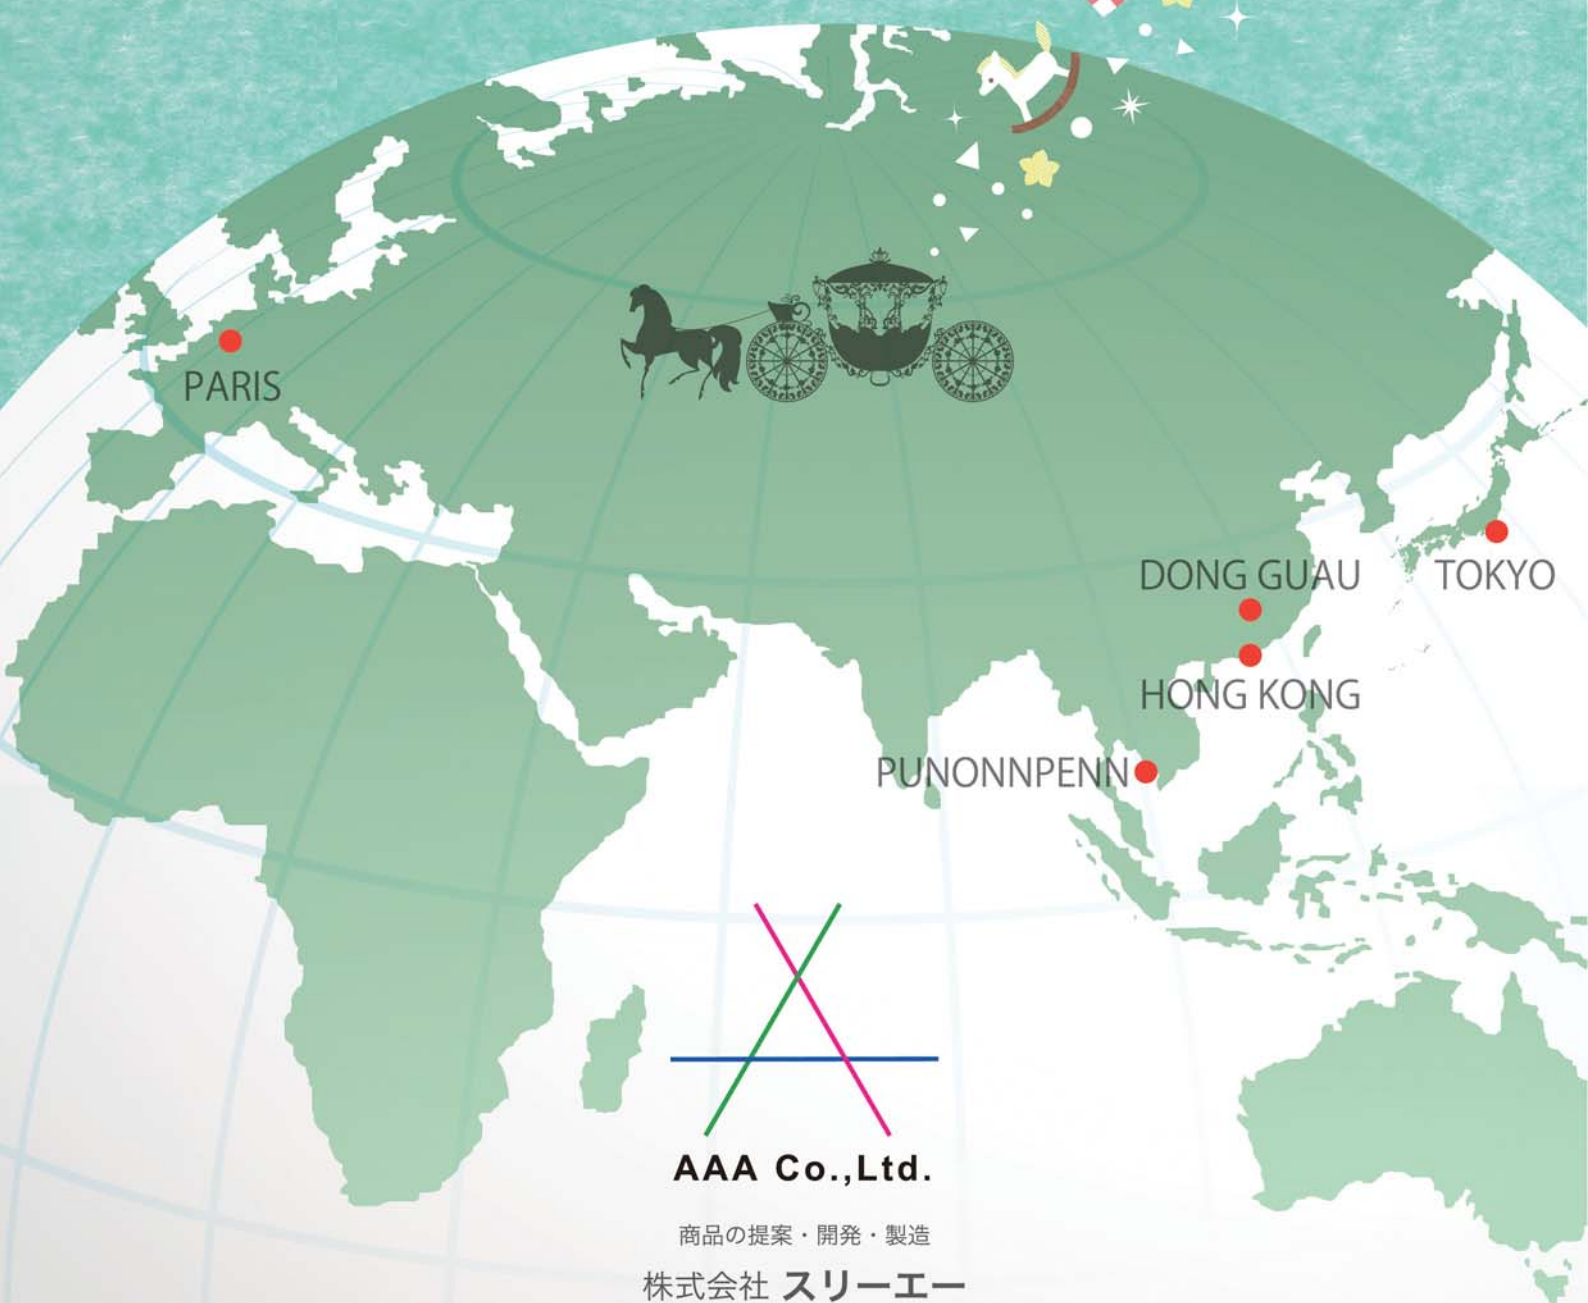 PARIS
DONG GUAU
TOKYO
HONG KONG
PUNONNPENN
AAA Co.,Ltd.
商品の提案・開発・製造
株式会社 スリーエー